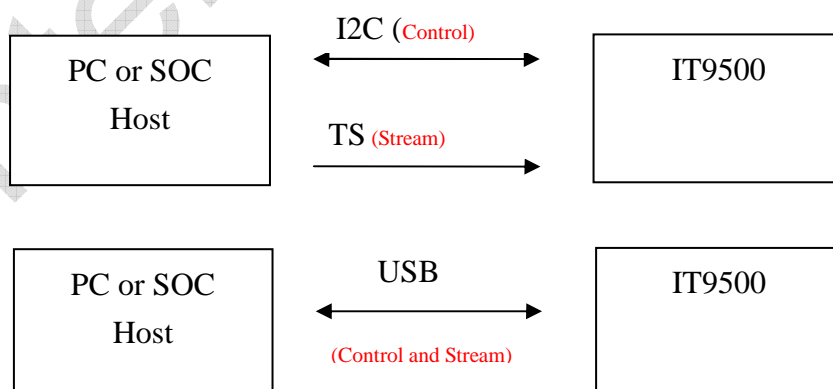 PC or SOC
Host
I2C (Control)
TS (Stream)
IT9500
PC or SOC
Host
USB
(Control and Stream)
IT9500